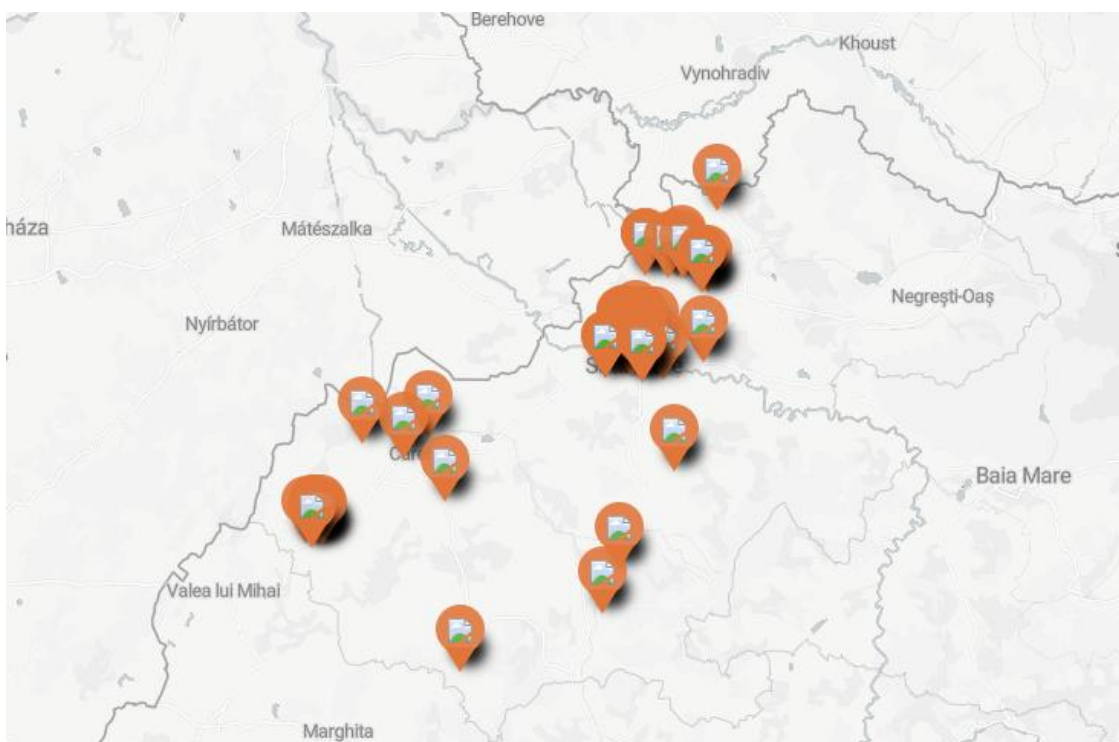 Berehove
Khoust
Vynohradiv
háza
Mátészalka
Negrești-Oaș
Nyírbátor
Baia Mare
Valea lui Mihai
Marghita